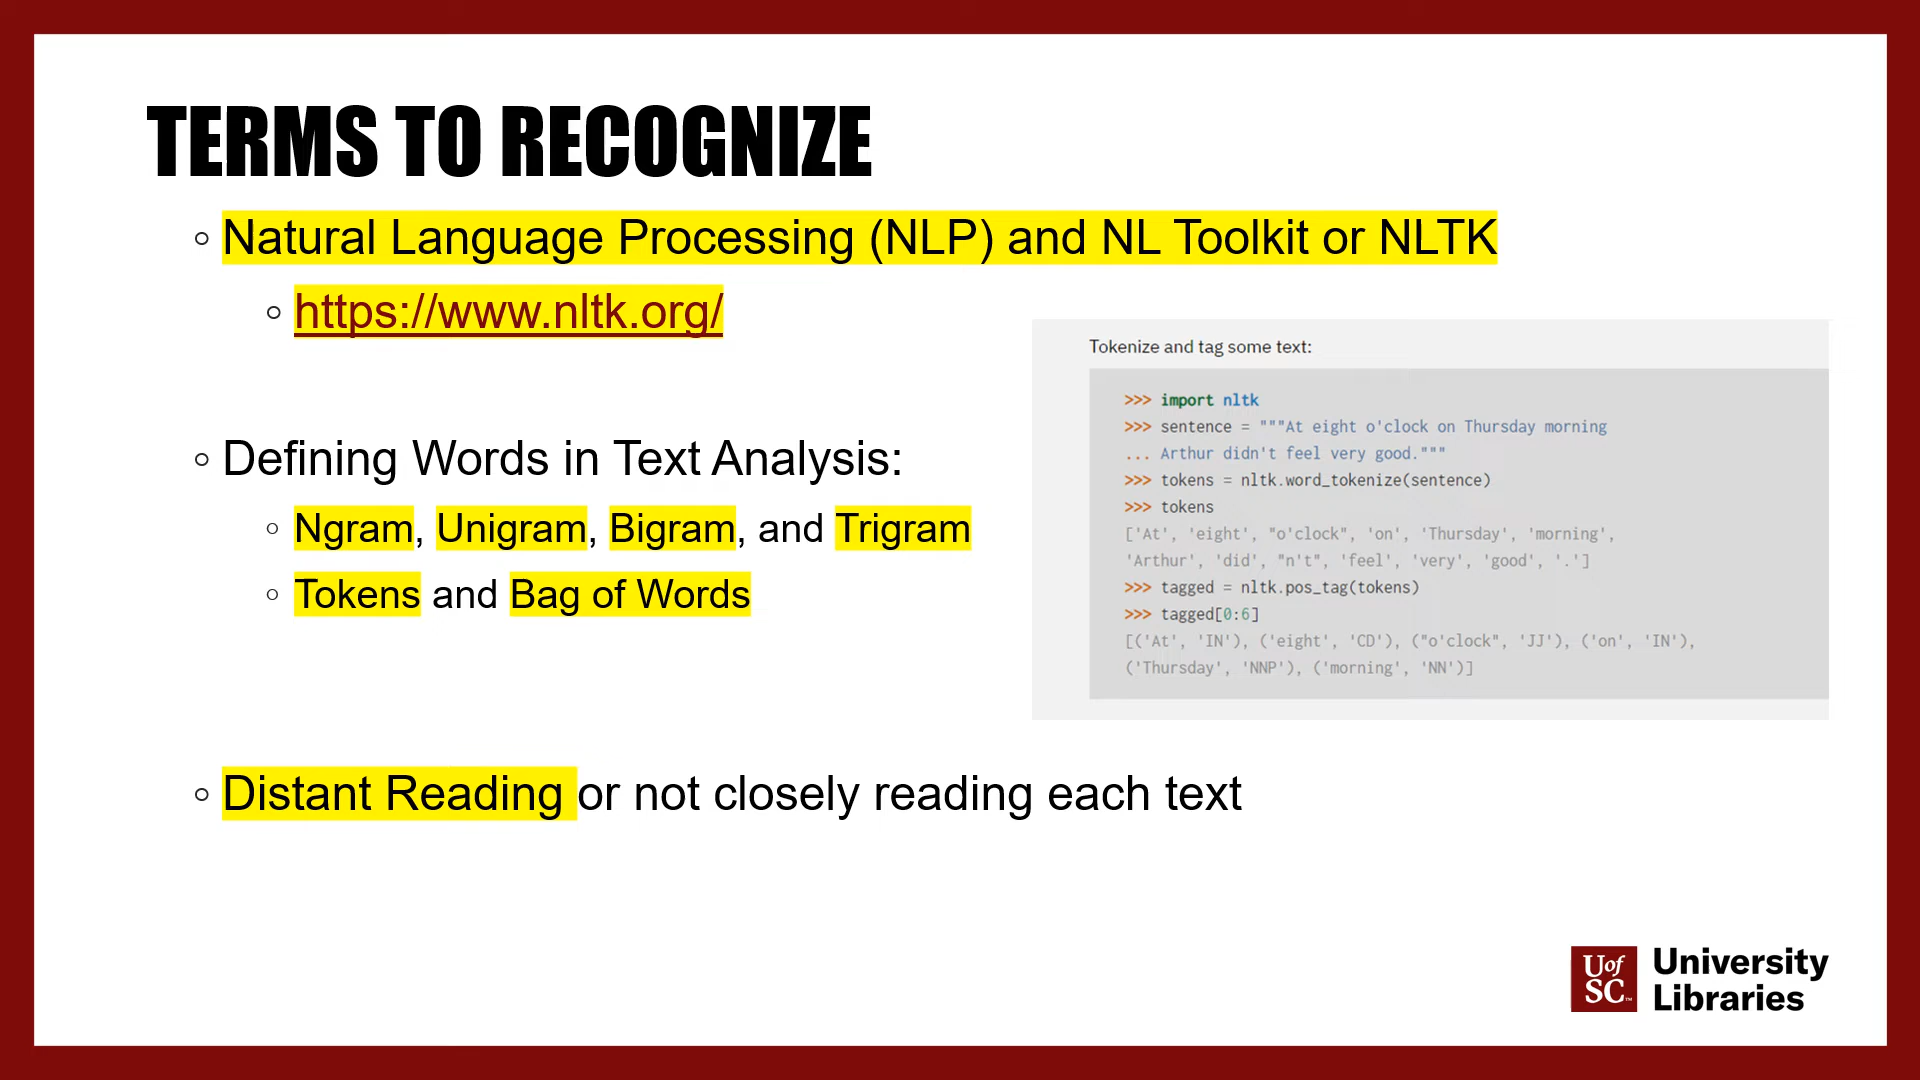 TERMS TO RECOGNIZE
Natural Language Processing (NLP) and NL Toolkit or NLTK
https://www.nltk.org/
Defining Words in Text Analysis:
Ngram, Unigram, Bigram, and Trigram
Tokens and Bag of Words
Distant Reading or not closely reading each text
Tokenize and tag some text:
>>> import nltk
>>> sentence = """At eight o'clock on Thursday morning
... Arthur didn't feel very good."""
>>> tokens = nltk.word_tokenize(sentence)
>>> tokens
['At', 'eight', "o'clock", 'on', 'Thursday', 'morning',
'Arthur', 'did', "n't", 'feel', 'very', 'good', '.']
>>> tagged = nltk.pos_tag(tokens)
>>> tagged[0:6]
[('At', 'IN'), ('eight', 'CD'), ("o'clock", 'JJ'), ('on', 'IN'),
('Thursday', 'NNP'), ('morning', 'NN')]
UofSC™
University
Libraries